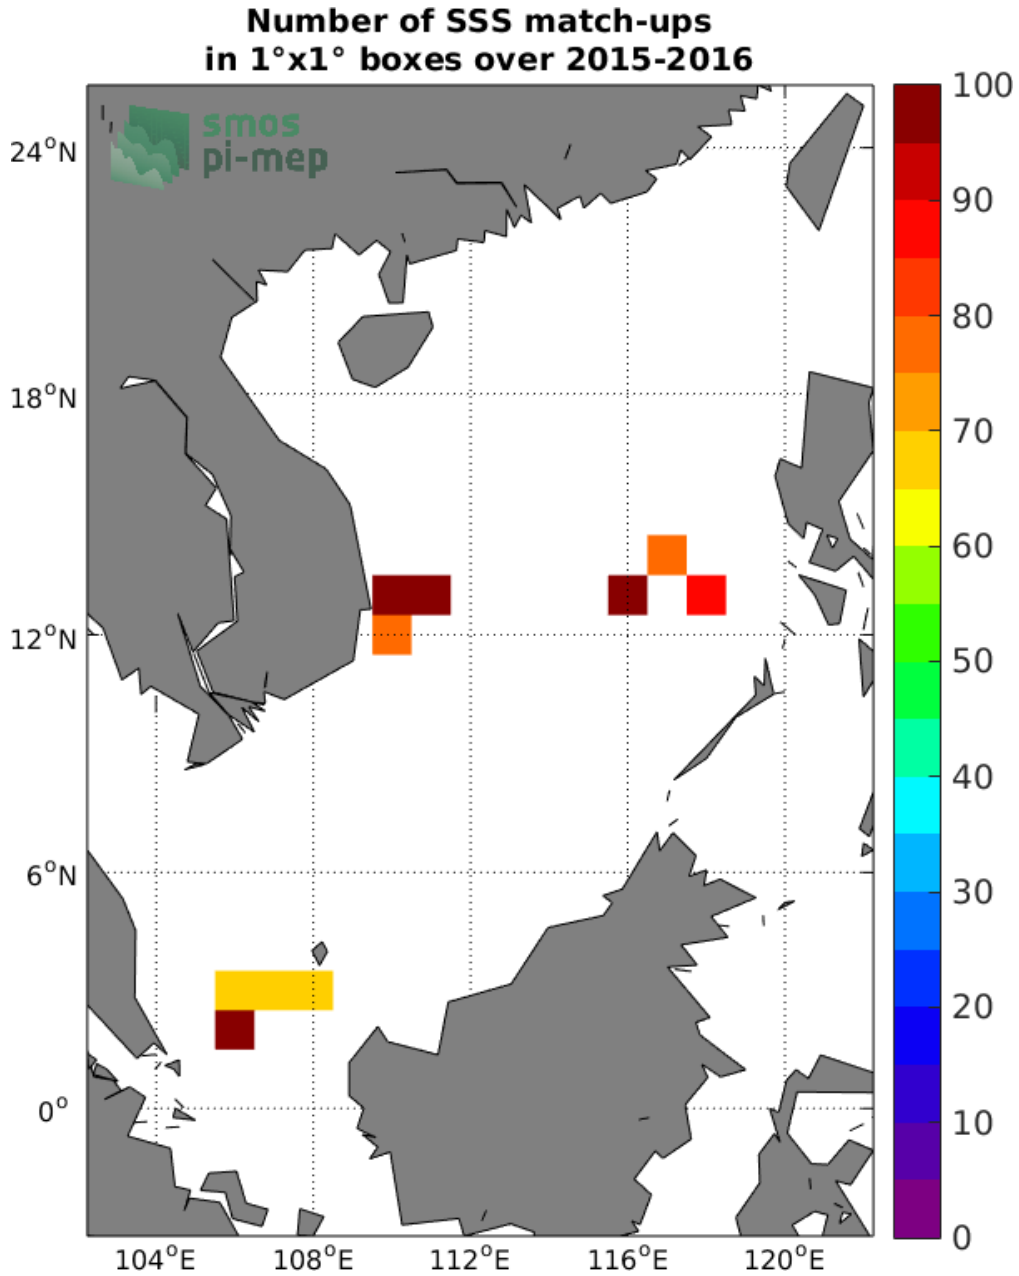 Number of SSS match-ups
in 1°x1° boxes over 2015-2016
smos
pi-mep
24°N
18°N
12°N
6°N
0°
104°E 108°E 112°E 116°E 120°E
100
90
80
70
60
50
40
30
20
10
0